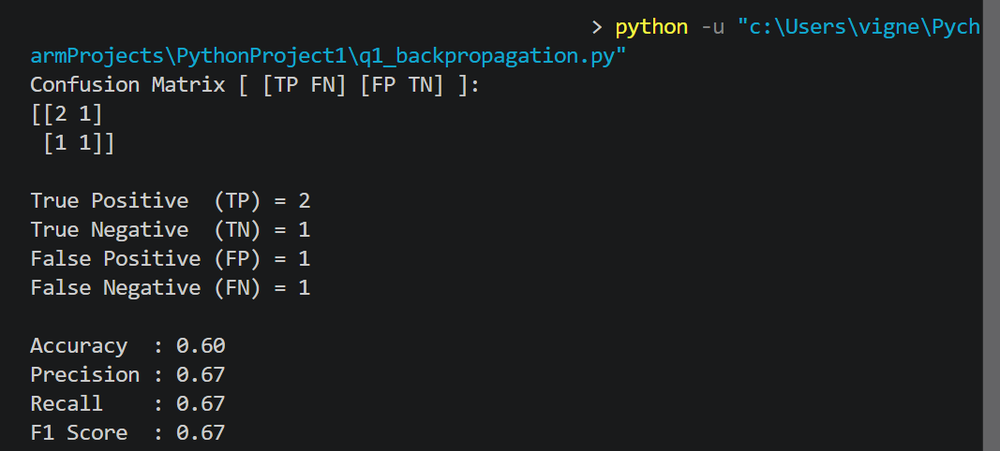 > python -u "c:\Users\vigne\Pych
armProjects\PythonProject1\q1_backpropagation.py"
Confusion Matrix [ [TP FN] [FP TN] ]:
[[2 1]
 [1 1]]

True Positive  (TP) = 2
True Negative  (TN) = 1
False Positive (FP) = 1
False Negative (FN) = 1

Accuracy  : 0.60
Precision : 0.67
Recall    : 0.67
F1 Score  : 0.67